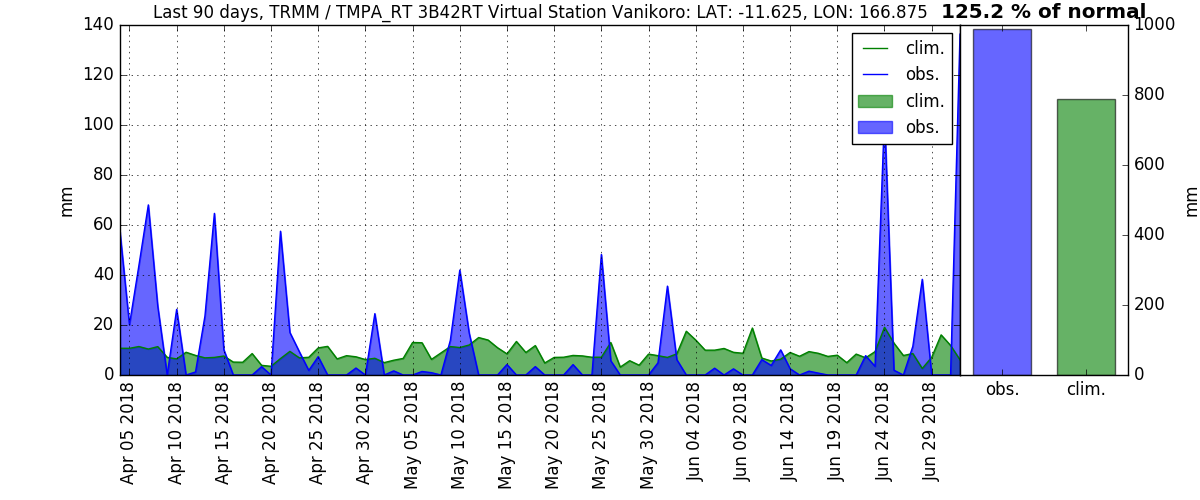 Last 90 days, TRMM / TMPA_RT 3B42RT Virtual Station Vanikoro: LAT: -11.625, LON: 166.875 125.2 % of normal
140
120
100
80
60
40
20
0
mm
clim.
obs.
clim.
obs.
1000
800
600
400
200
0
mm
obs.
clim.
Apr 05 2018
Apr 10 2018
Apr 15 2018
Apr 20 2018
Apr 25 2018
Apr 30 2018
May 05 2018
May 10 2018
May 15 2018
May 20 2018
May 25 2018
May 30 2018
Jun 04 2018
Jun 09 2018
Jun 14 2018
Jun 19 2018
Jun 24 2018
Jun 29 2018